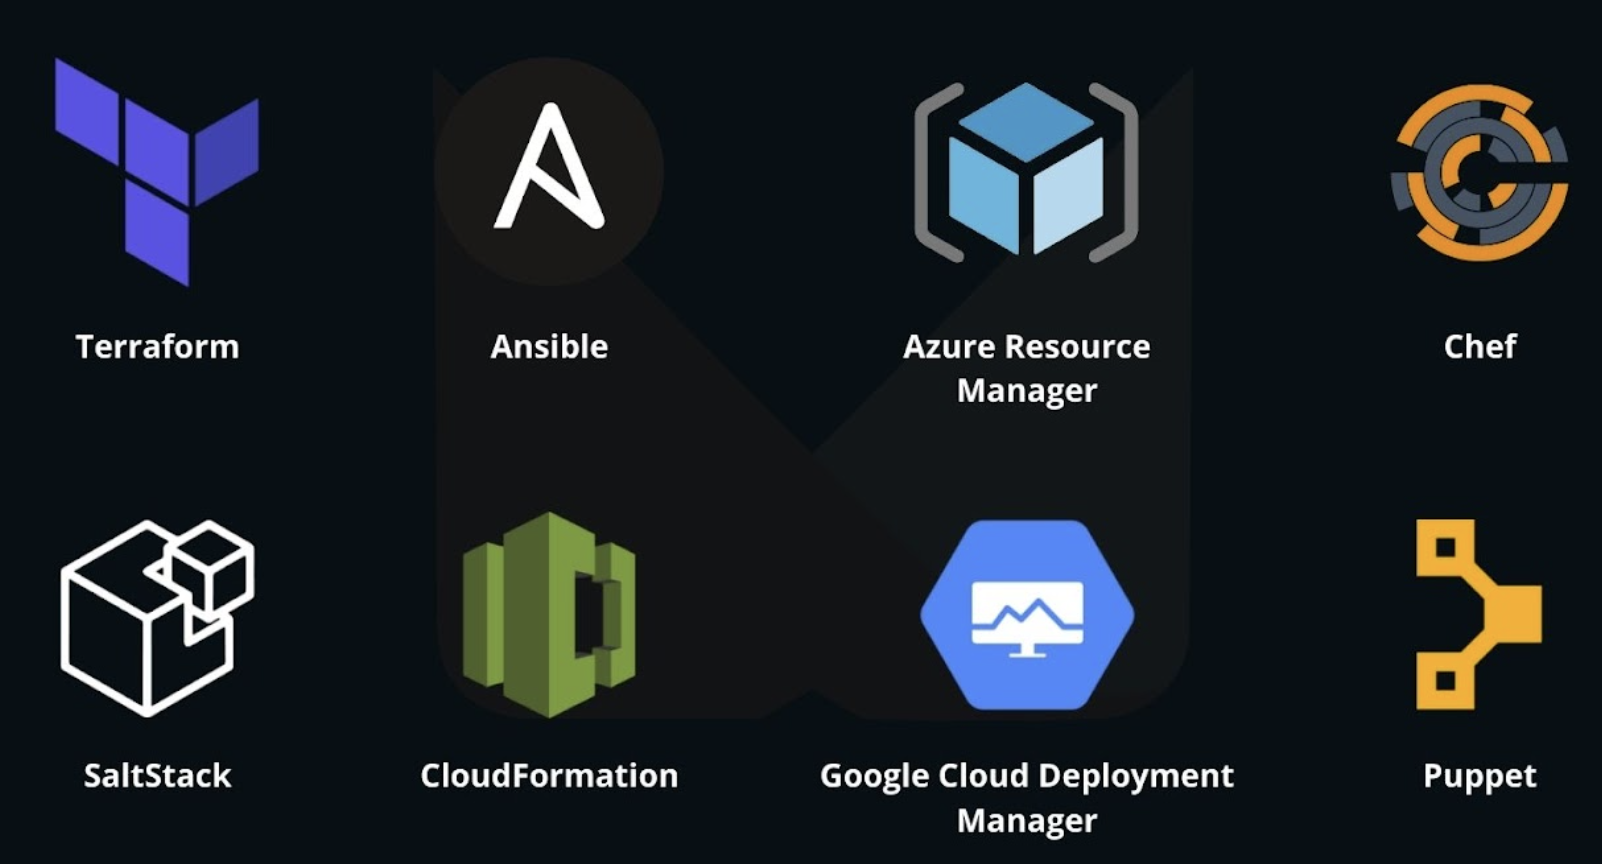 Terraform
Ansible
Azure Resource
Manager
Chef
SaltStack
CloudFormation
Google Cloud Deployment
Manager
Puppet